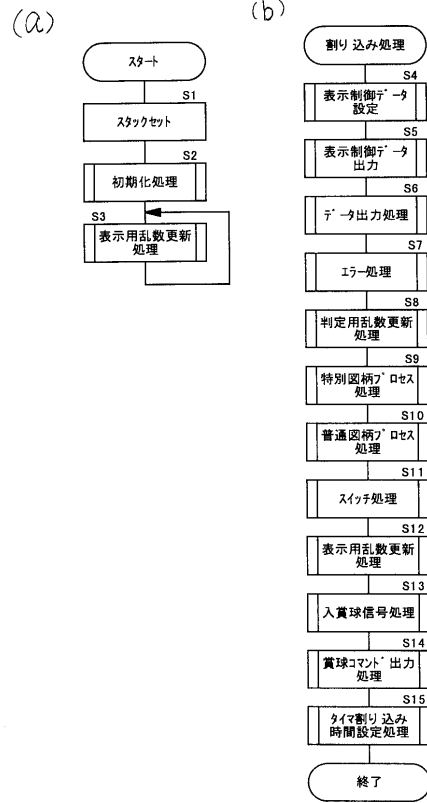 (a)
スタート
S1
スタックセット
S2
初期化処理
S3
表示用乱数更新
処理
(b)
割り込み処理
S4
表示制御データ
設定
S5
表示制御データ
出力
S6
データ出力処理
S7
エラー処理
S8
判定用乱数更新
処理
S9
特別図柄プロセス
処理
S10
普通図柄プロセス
処理
S11
スイッチ処理
S12
表示用乱数更新
処理
S13
入賞球信号処理
S14
賞球コマンド出力
処理
S15
タイマ割り込み
時間設定処理
終了